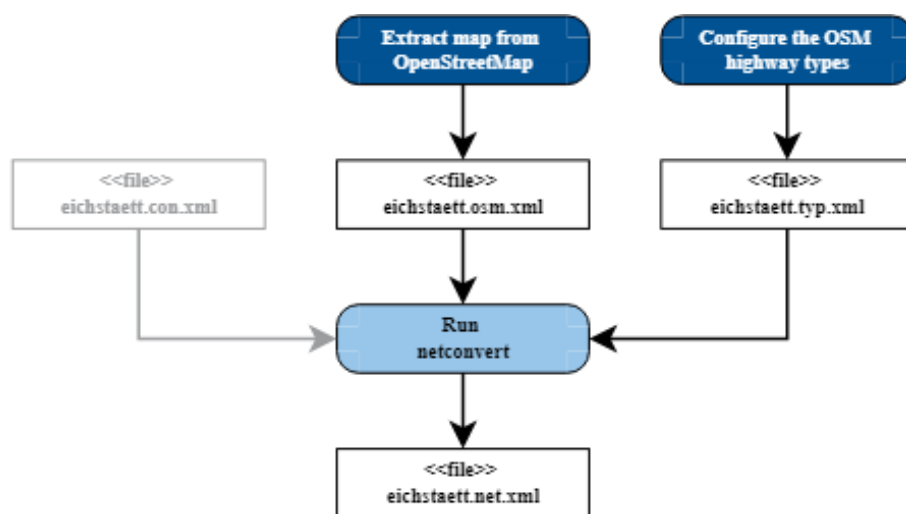 Extract map from
OpenStreetMap
Configure the OSM
highway types
<<file>>
eichstaett.con.xml
<<file>>
eichstaett.osm.xml
<<file>>
eichstaett.typ.xml
Run
netconvert
<<file>>
eichstaett.net.xml